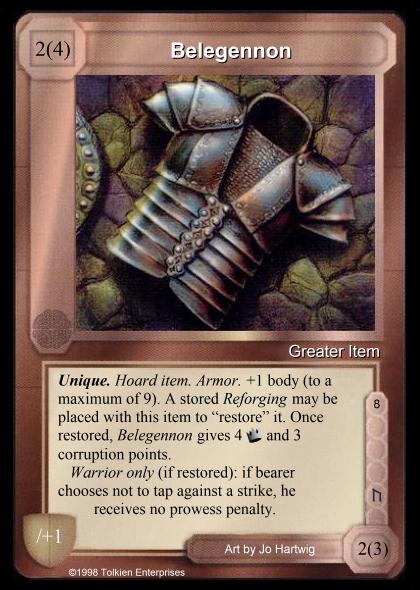 2(4)
Belegennon
Greater Item
Unique. Hoard item. Armor. +1 body (to a
maximum of 9). A stored Reforging may be
placed with this item to “restore” it. Once
restored, Belegennon gives 4 and 3
corruption points.
Warrior only (if restored): if bearer
chooses not to tap against a strike, he
receives no prowess penalty.
8
/+1
Art by Jo Hartwig
2(3)
©1998 Tolkien Enterprises